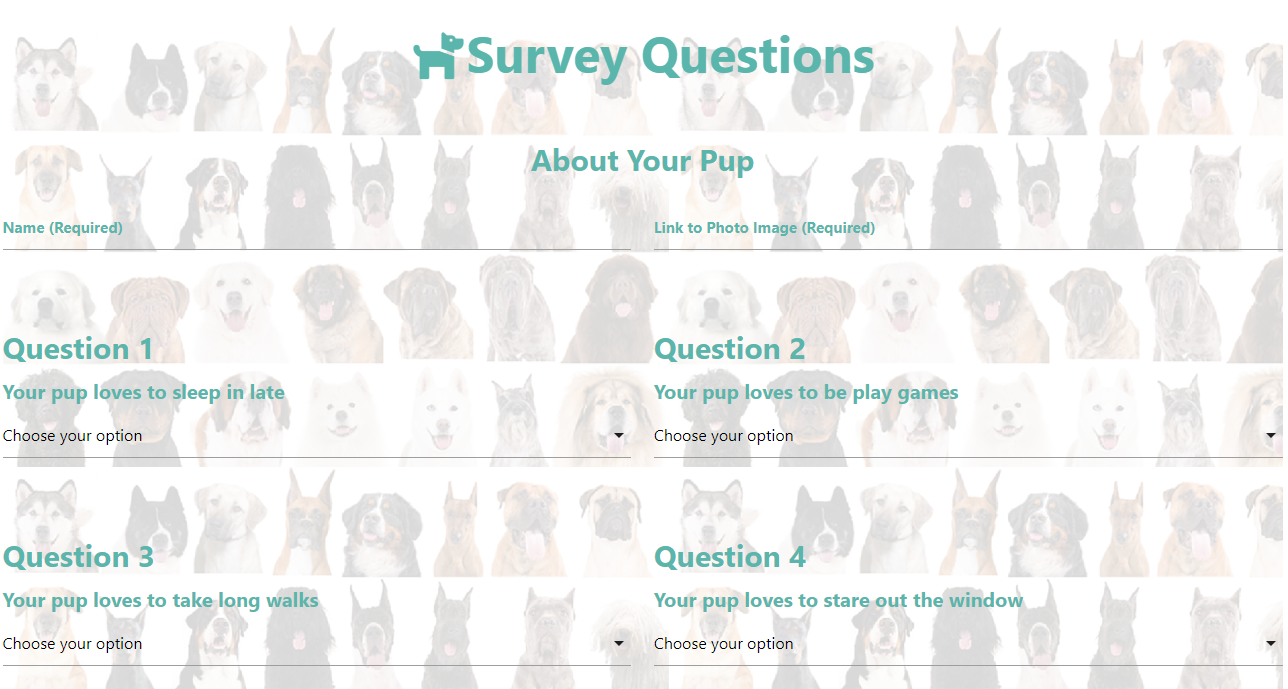 Survey Questions
About Your Pup
Name (Required)
Link to Photo Image (Required)
Question 1
Your pup loves to sleep in late
Choose your option
Question 2
Your pup loves to be play games
Choose your option
Question 3
Your pup loves to take long walks
Choose your option
Question 4
Your pup loves to stare out the window
Choose your option